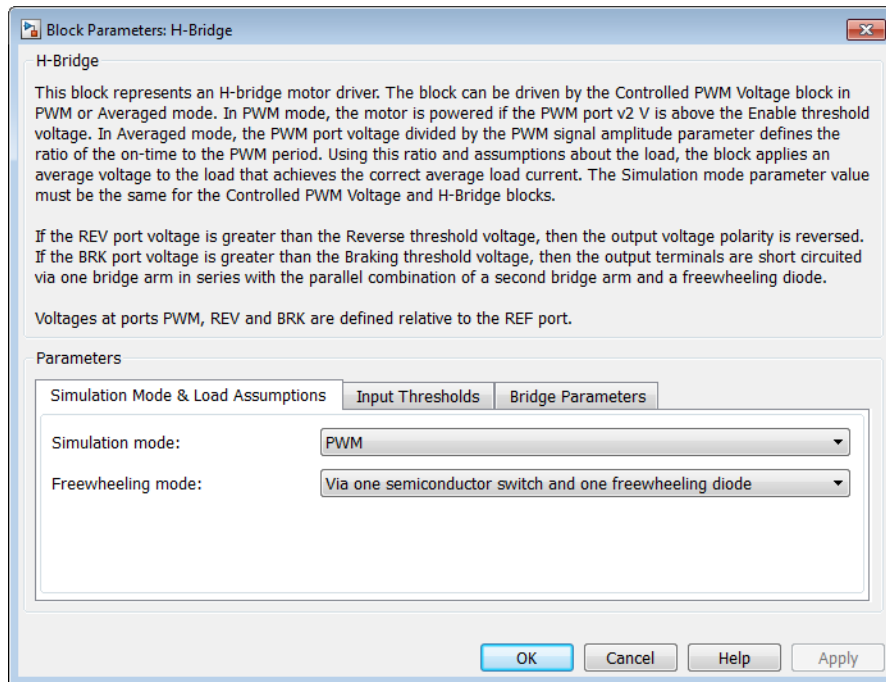 Block Parameters: H-Bridge
H-Bridge
This block represents an H-bridge motor driver. The block can be driven by the Controlled PWM Voltage block in
PWM or Averaged mode. In PWM mode, the motor is powered if the PWM port v2 V is above the Enable threshold
voltage. In Averaged mode, the PWM port voltage divided by the PWM signal amplitude parameter defines the
ratio of the on-time to the PWM period. Using this ratio and assumptions about the load, the block applies an
average voltage to the load that achieves the correct average load current. The Simulation mode parameter value
must be the same for the Controlled PWM Voltage and H-Bridge blocks.
If the REV port voltage is greater than the Reverse threshold voltage, then the output voltage polarity is reversed.
If the BRK port voltage is greater than the Braking threshold voltage, then the output terminals are short circuited
via one bridge arm in series with the parallel combination of a second bridge arm and a freewheeling diode.
Voltages at ports PWM, REV and BRK are defined relative to the REF port.
Parameters
Simulation Mode & Load Assumptions Input Thresholds Bridge Parameters
Simulation mode: PWM
Freewheeling mode: Via one semiconductor switch and one freewheeling diode
OK Cancel Help Apply